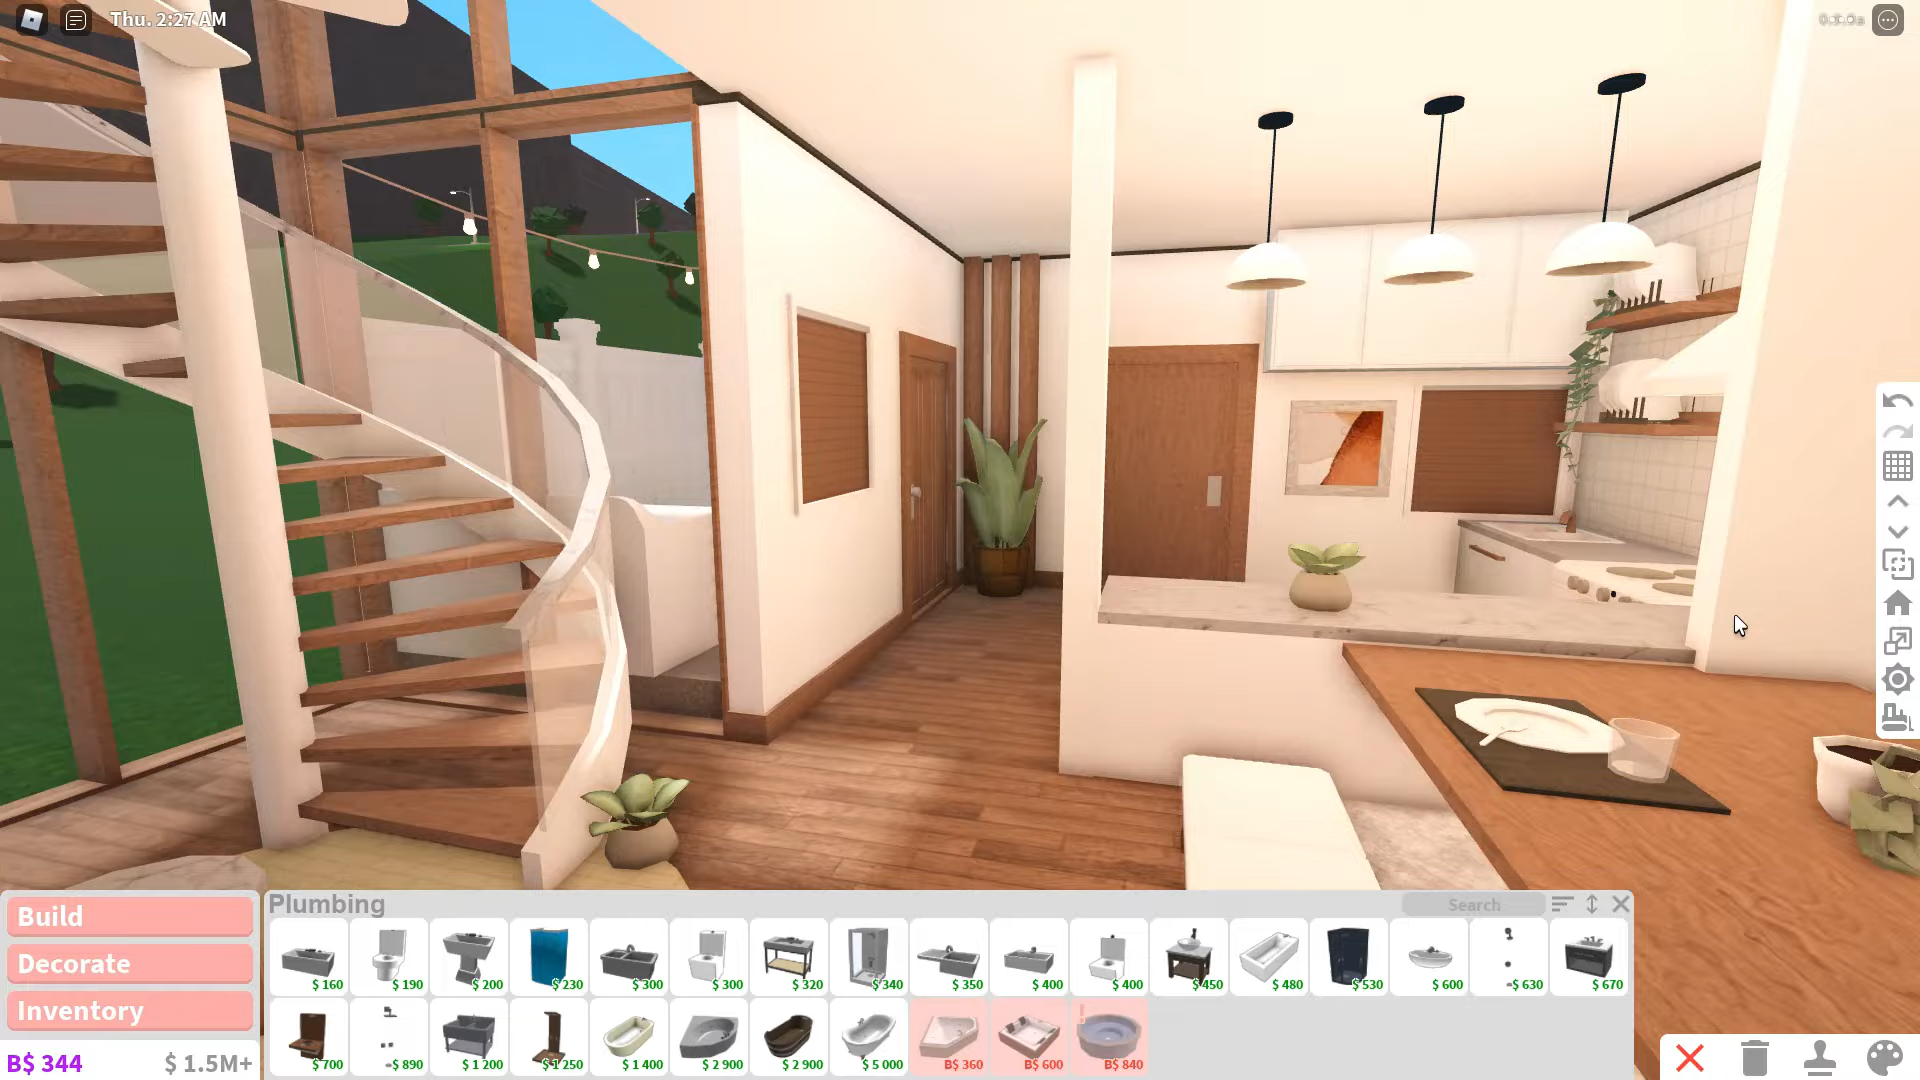 Thu. 2:27 AM
Build
Decorate
Inventory
B$ 344
$ 1.5M+
Plumbing
Search
$ 160
$ 190
$ 200
$ 230
$ 300
$ 300
$ 320
$ 340
$ 350
$ 400
$ 400
$ 450
$ 480
$ 530
$ 600
$ 630
$ 670
$ 700
$ 890
$ 1 200
$ 1 250
$ 1 400
$ 2 900
$ 2 900
$ 5 000
B$ 360
B$ 600
B$ 840